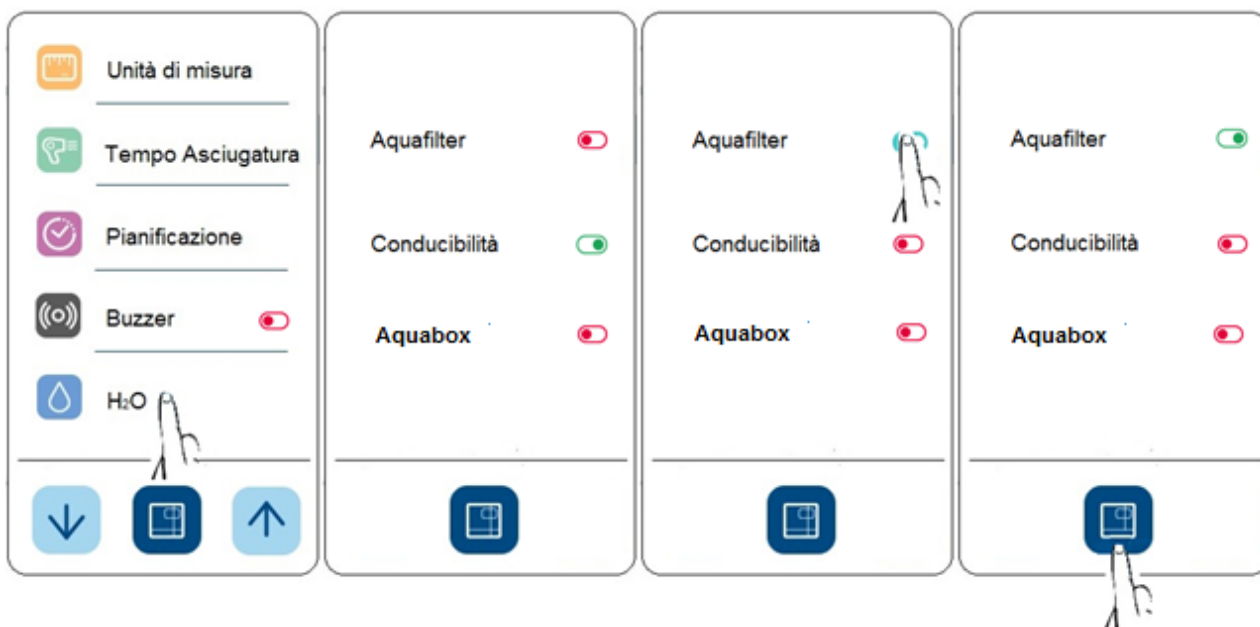 Unità di misura
Tempo Asciugatura
Pianificazione
Buzzer
H₂O
Aquafilter
Conducibilità
Aquabox
Aquafilter
Conducibilità
Aquabox
Aquafilter
Conducibilità
Aquabox